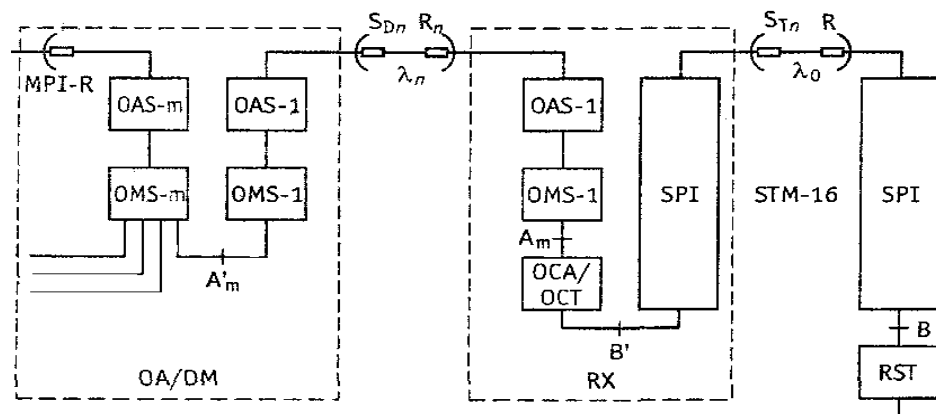 S_Dn R_n
S_Tn R
λ_n
λ_0
MPI-R
OAS-m
OAS-1
OAS-1
OMS-m
OMS-1
OMS-1
SPI
STM-16
SPI
A_m
A'_m
OCA/
OCT
B'
B
OA/DM
RX
RST